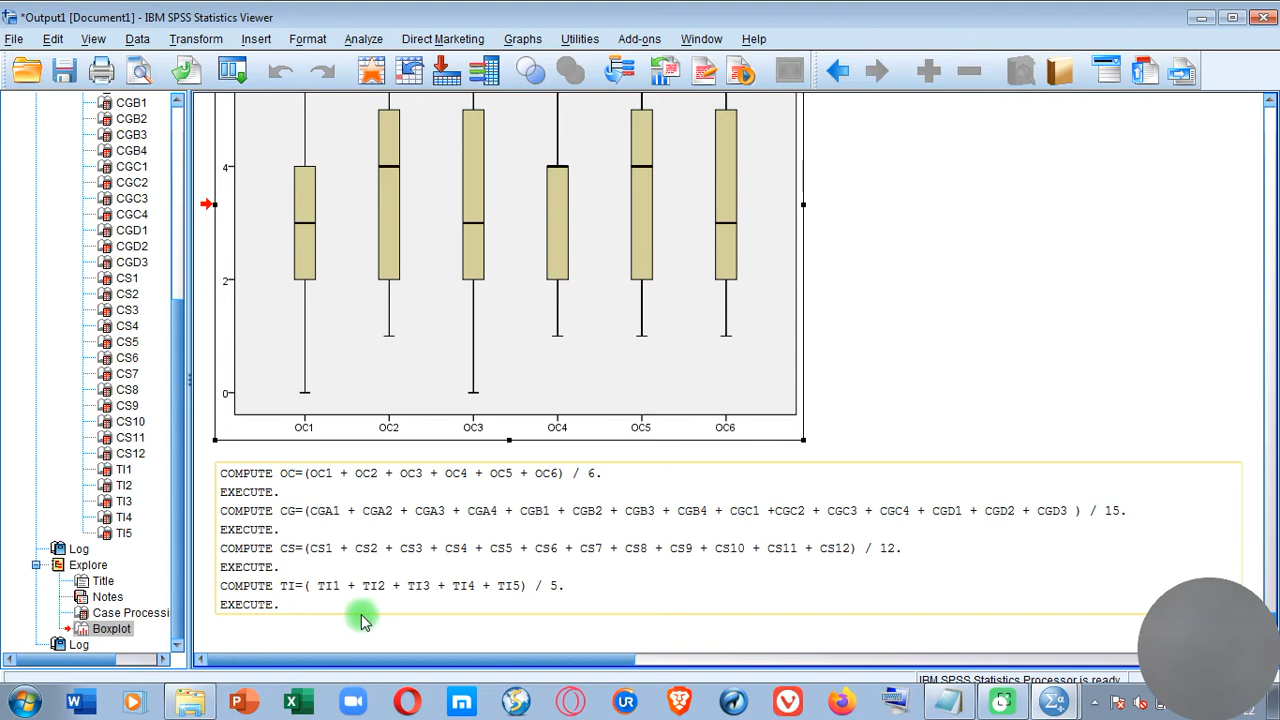 *Output1 [Document1] - IBM SPSS Statistics Viewer
File Edit View Data Transform Insert Format Analyze Direct Marketing Graphs Utilities Add-ons Window Help
CGB1
CGB2
CGB3
CGB4
CGC1
CGC2
CGC3
CGC4
CGD1
CGD2
CGD3
CS1
CS2
CS3
CS4
CS5
CS6
CS7
CS8
CS9
CS10
CS11
CS12
TI1
TI2
TI3
TI4
TI5
Log
Explore
Title
Notes
Case Processi
Boxplot
Log
4
2
0
OC1 OC2 OC3 OC4 OC5 OC6
COMPUTE OC=(OC1 + OC2 + OC3 + OC4 + OC5 + OC6) / 6.
EXECUTE.
COMPUTE CG=(CGA1 + CGA2 + CGA3 + CGA4 + CGB1 + CGB2 + CGB3 + CGB4 + CGC1 +CGC2 + CGC3 + CGC4 + CGD1 + CGD2 + CGD3 ) / 15.
EXECUTE.
COMPUTE CS=(CS1 + CS2 + CS3 + CS4 + CS5 + CS6 + CS7 + CS8 + CS9 + CS10 + CS11 + CS12) / 12.
EXECUTE.
COMPUTE TI=( TI1 + TI2 + TI3 + TI4 + TI5) / 5.
EXECUTE.
IBM SPSS Statistics Processor is ready